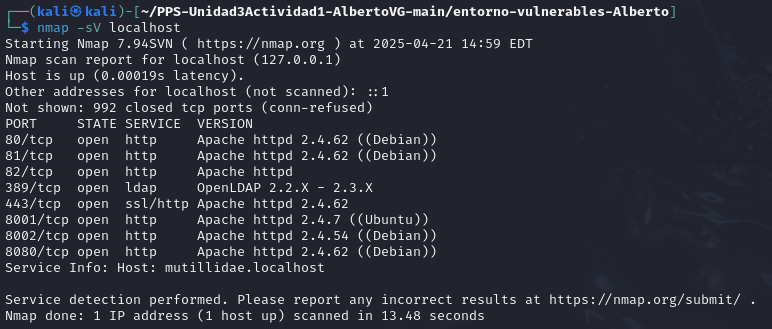 ┌──(kali㉿kali)-[~/PPS-Unidad3Actividad1-AlbertoVG-main/entorno-vulnerables-Alberto]
└─$ nmap -sV localhost
Starting Nmap 7.94SVN ( https://nmap.org ) at 2025-04-21 14:59 EDT
Nmap scan report for localhost (127.0.0.1)
Host is up (0.00019s latency).
Other addresses for localhost (not scanned): ::1
Not shown: 992 closed tcp ports (conn-refused)
PORT     STATE SERVICE  VERSION
80/tcp   open  http     Apache httpd 2.4.62 ((Debian))
81/tcp   open  http     Apache httpd 2.4.62 ((Debian))
82/tcp   open  http     Apache httpd
389/tcp  open  ldap     OpenLDAP 2.2.X - 2.3.X
443/tcp  open  ssl/http Apache httpd 2.4.62
8001/tcp open  http     Apache httpd 2.4.7 ((Ubuntu))
8002/tcp open  http     Apache httpd 2.4.54 ((Debian))
8080/tcp open  http     Apache httpd 2.4.62 ((Debian))
Service Info: Host: mutillidae.localhost

Service detection performed. Please report any incorrect results at https://nmap.org/submit/ .
Nmap done: 1 IP address (1 host up) scanned in 13.48 seconds